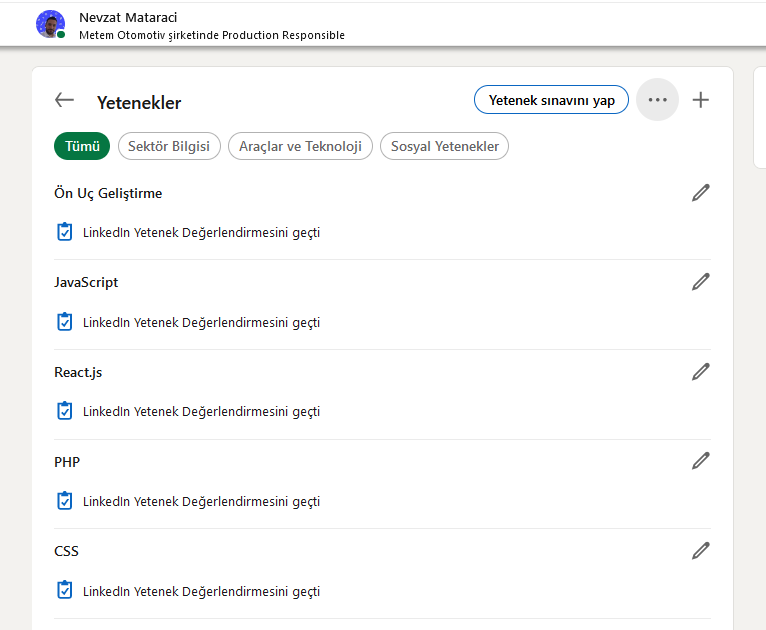 Nevzat Mataraci
Metem Otomotiv şirketinde Production Responsible
Yetenekler
Yetenek sınavını yap
Tümü
Sektör Bilgisi
Araçlar ve Teknoloji
Sosyal Yetenekler
Ön Uç Geliştirme
LinkedIn Yetenek Değerlendirmesini geçti
JavaScript
LinkedIn Yetenek Değerlendirmesini geçti
React.js
LinkedIn Yetenek Değerlendirmesini geçti
PHP
LinkedIn Yetenek Değerlendirmesini geçti
CSS
LinkedIn Yetenek Değerlendirmesini geçti